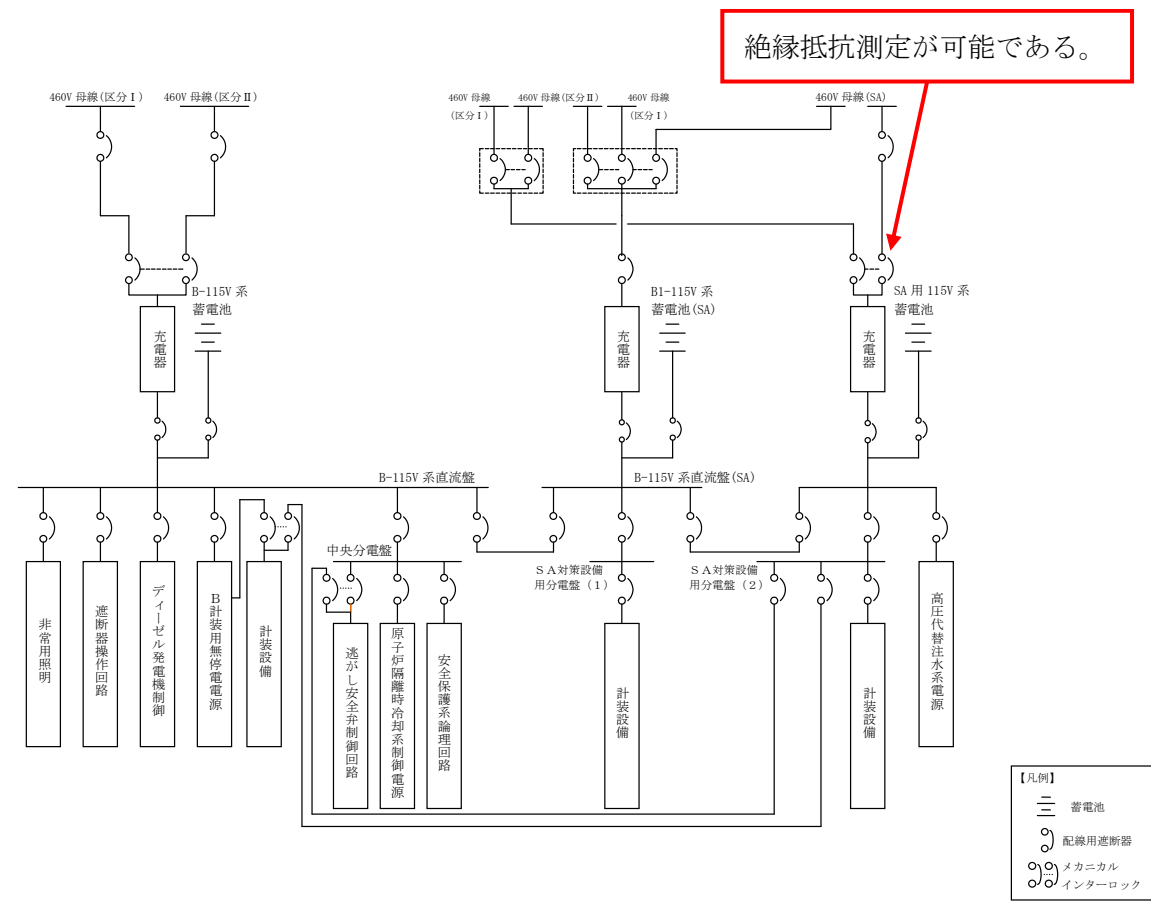 絶縁抵抗測定が可能である。
460V 母線(区分Ⅰ)
460V 母線(区分Ⅱ)
460V 母線
(区分Ⅰ)
460V 母線(区分Ⅱ)
460V 母線
(区分Ⅰ)
460V 母線(SA)
B-115V 系
蓄電池
B1-115V 系
蓄電池(SA)
SA 用 115V 系
蓄電池
充電器
充電器
充電器
B-115V 系直流盤
B-115V 系直流盤(SA)
中央分電盤
SA対策設備
用分電盤(1)
SA対策設備
用分電盤(2)
非常用照明
遮断器操作回路
ディーゼル発電機制御
B計装用無停電電源
計装設備
逃がし安全弁制御回路
原子炉隔離時冷却系制御電源
安全保護系論理回路
計装設備
計装設備
高圧代替注水系電源
【凡例】
蓄電池
配線用遮断器
メカニカル
インターロック